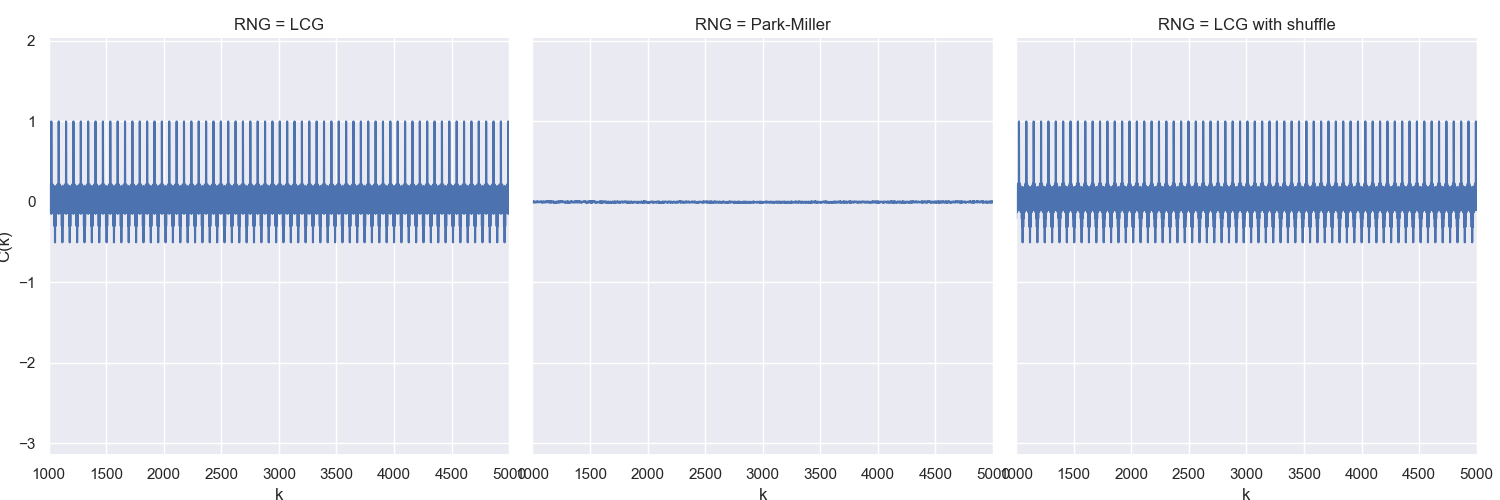 RNG = LCG
RNG = Park-Miller
RNG = LCG with shuffle
2
1
0
−1
−2
−3
C(k)
1000 1500 2000 2500 3000 3500 4000 4500 5000
1000 1500 2000 2500 3000 3500 4000 4500 5000
1000 1500 2000 2500 3000 3500 4000 4500 5000
k
k
k